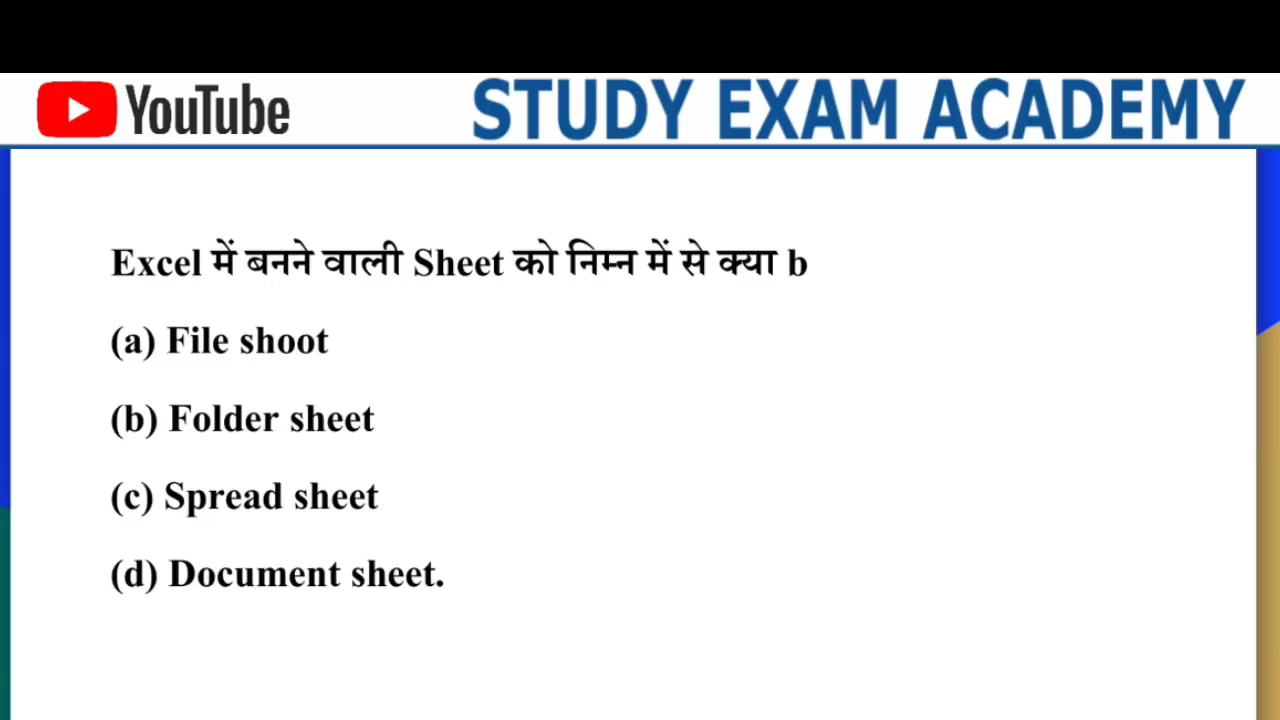 YouTube STUDY EXAM ACADEMY
Excel में बनने वाली Sheet को निम्न में से क्या b
(a) File shoot
(b) Folder sheet
(c) Spread sheet
(d) Document sheet.